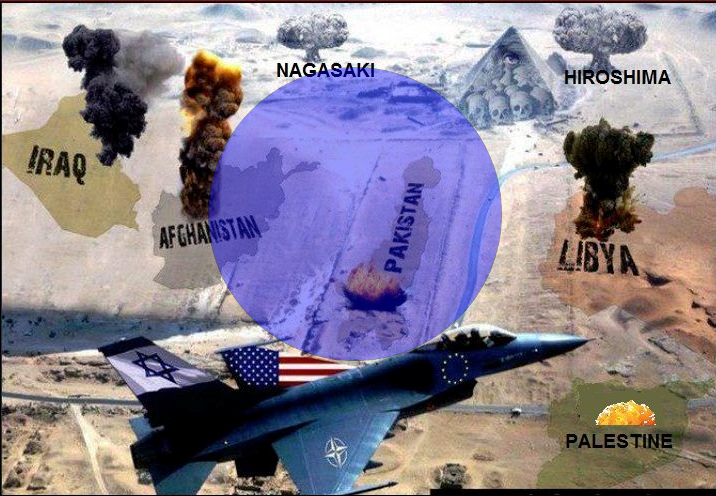 NAGASAKI
HIROSHIMA
IRAQ
AFGHANISTAN
PAKISTAN
LIBYA
PALESTINE